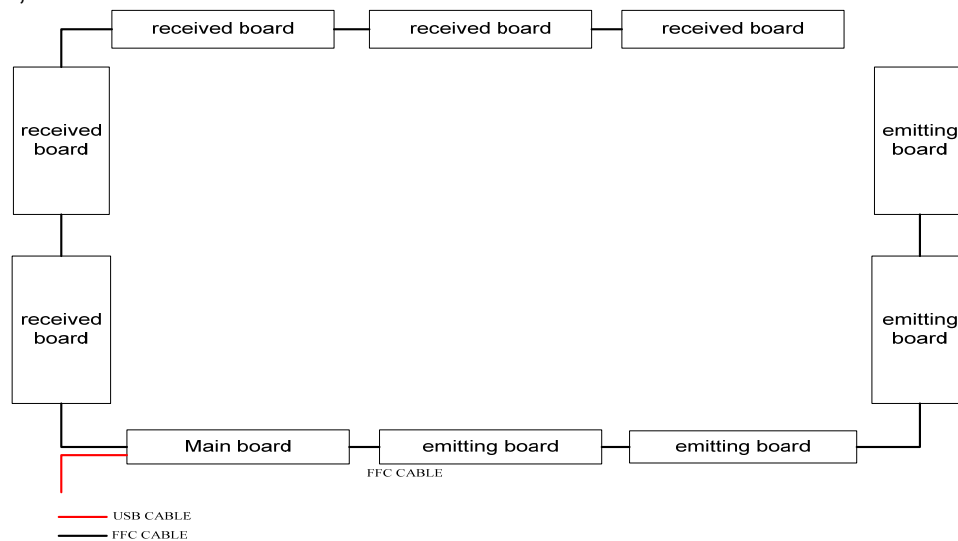 received board
received board
received board
received
board
emitting
board
received
board
emitting
board
Main board
emitting board
emitting board
FFC CABLE
USB CABLE
FFC CABLE